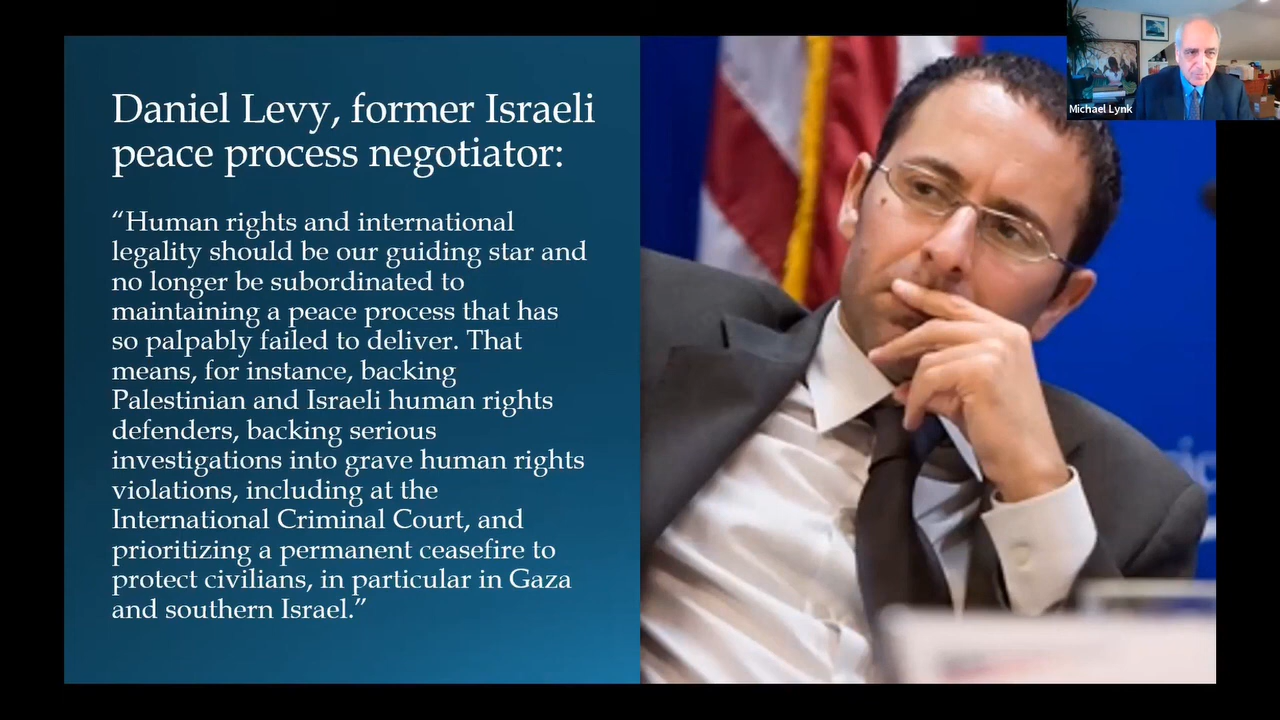 Daniel Levy, former Israeli
peace process negotiator:
“Human rights and international
legality should be our guiding star and
no longer be subordinated to
maintaining a peace process that has
so palpably failed to deliver. That
means, for instance, backing
Palestinian and Israeli human rights
defenders, backing serious
investigations into grave human rights
violations, including at the
International Criminal Court, and
prioritizing a permanent ceasefire to
protect civilians, in particular in Gaza
and southern Israel.”
Michael Lynk